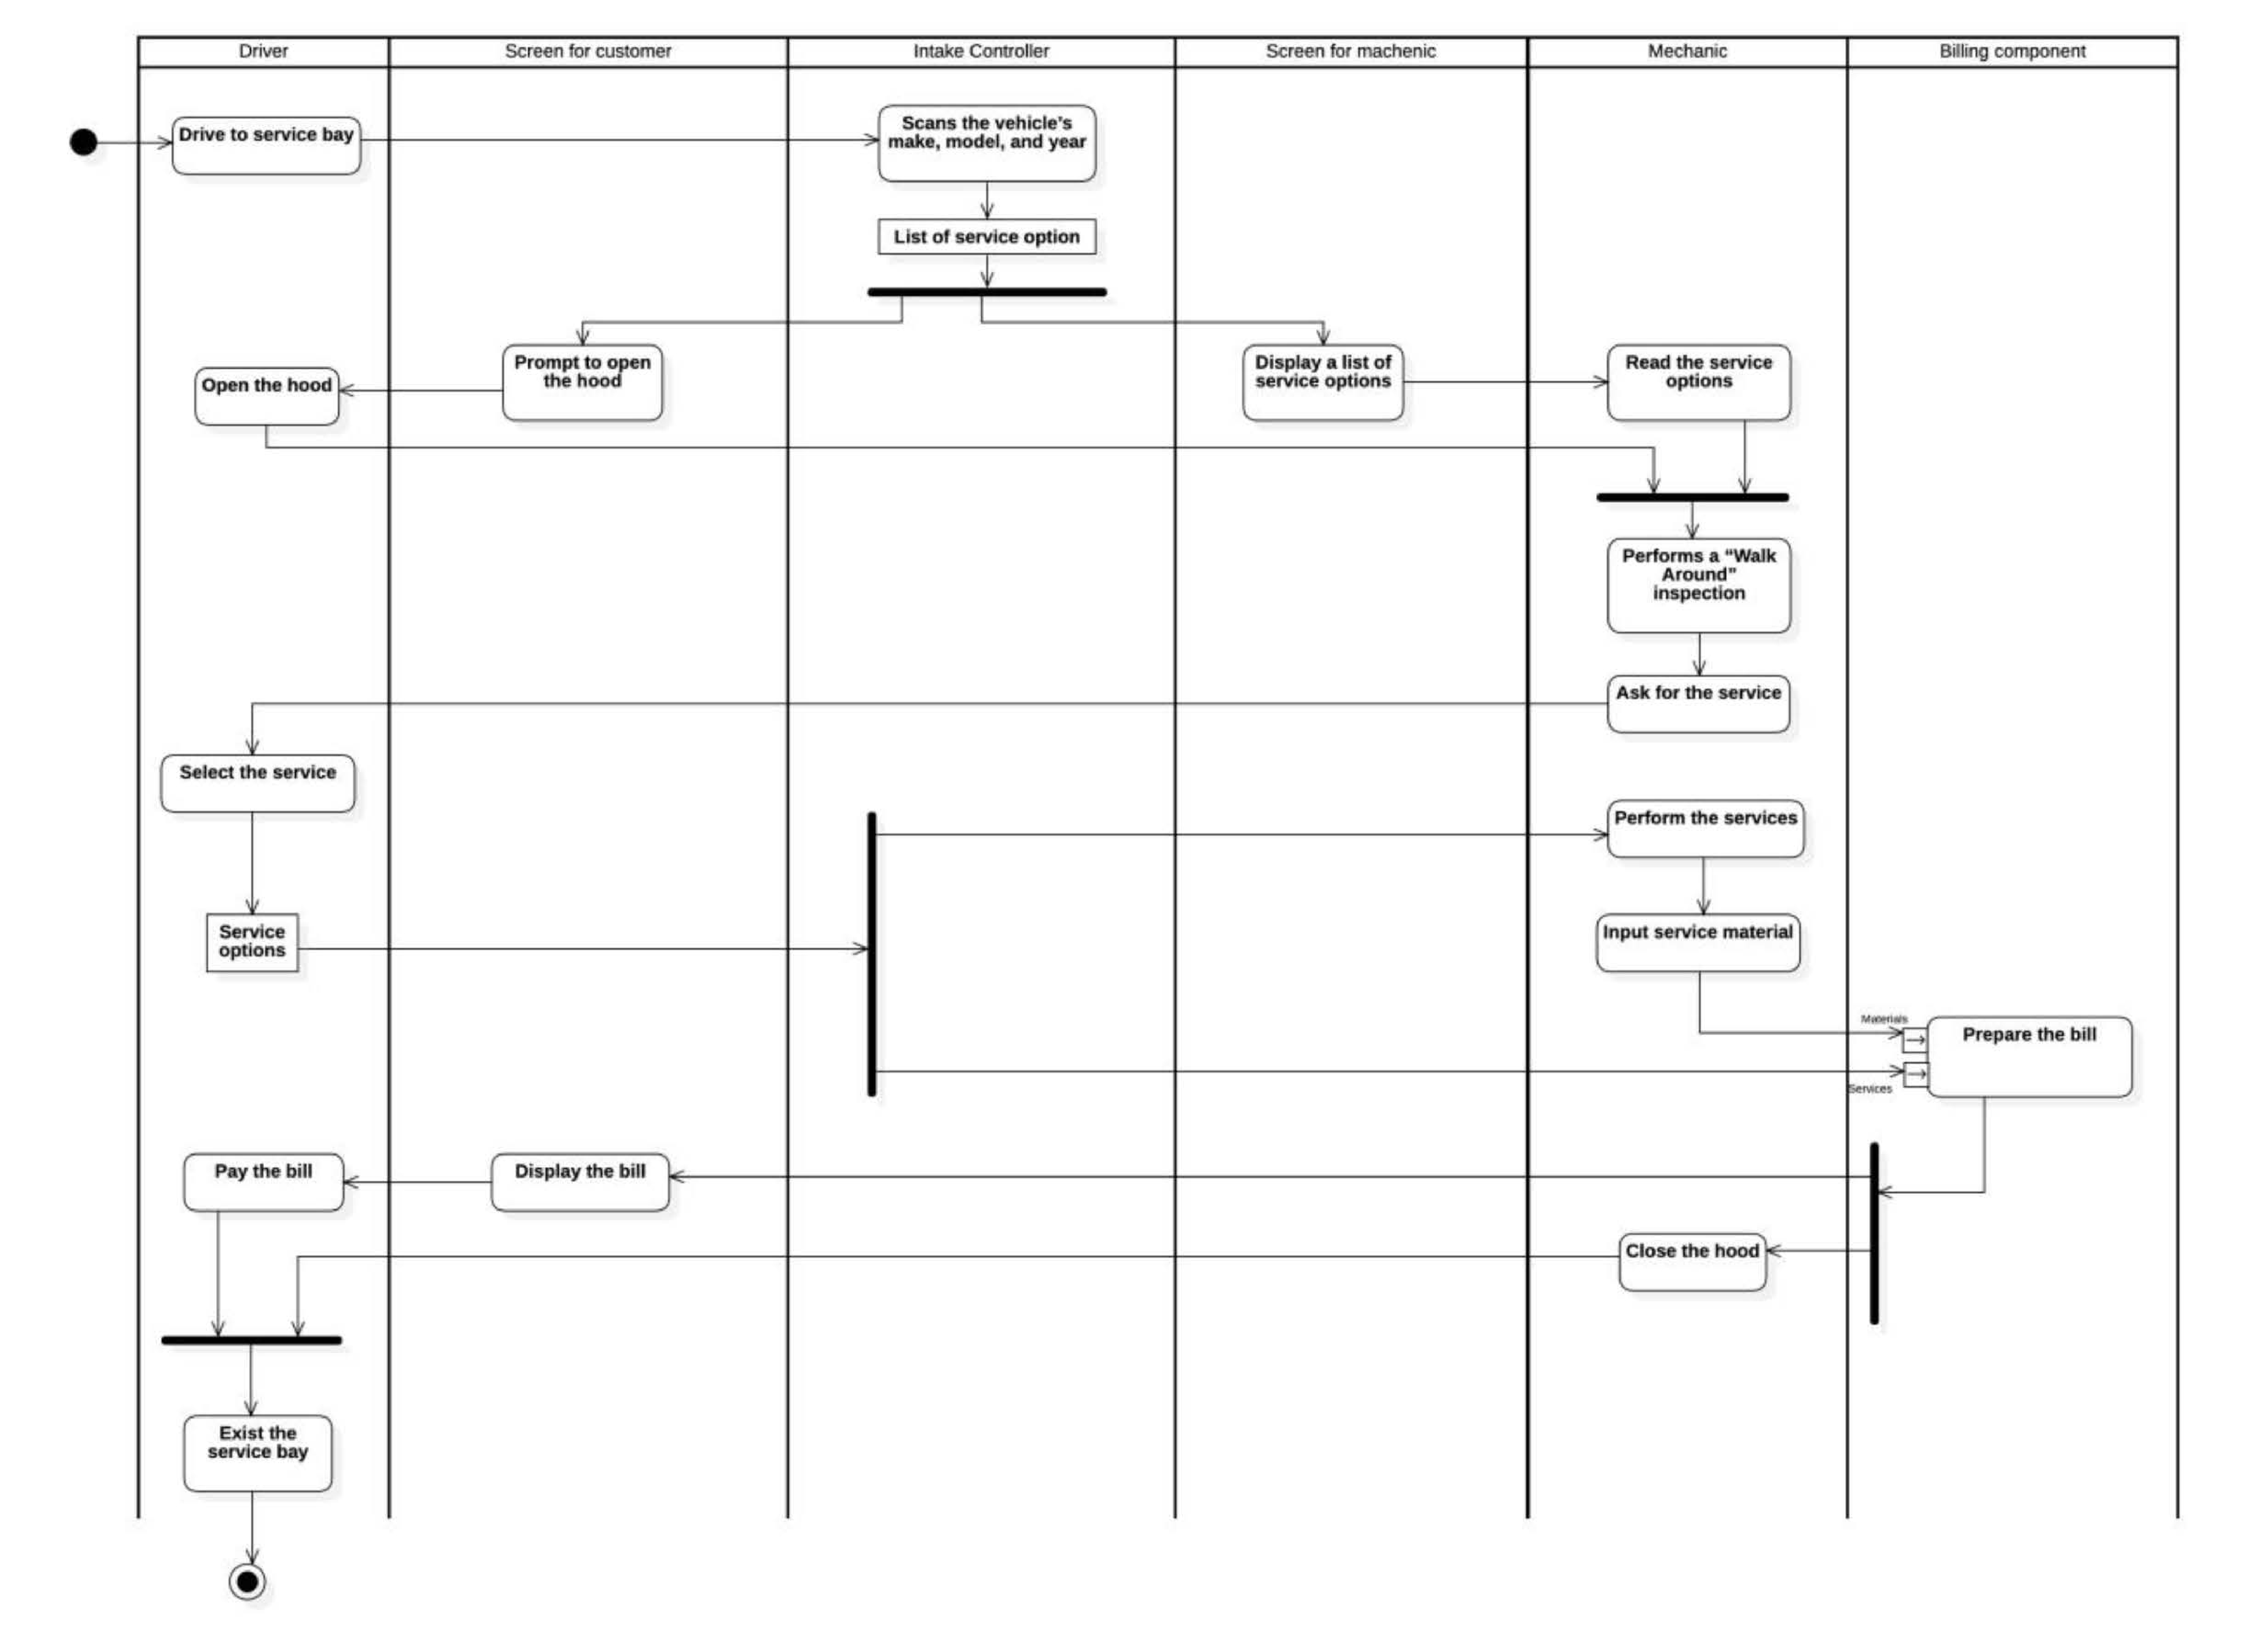 Driver
Screen for customer
Intake Controller
Screen for machenic
Mechanic
Billing component
Drive to service bay
Scans the vehicle's
make, model, and year
List of service option
Prompt to open
the hood
Open the hood
Display a list of
service options
Read the service
options
Performs a “Walk
Around”
inspection
Ask for the service
Select the service
Perform the services
Service
options
Input service material
Materials
Prepare the bill
Services
Pay the bill
Display the bill
Close the hood
Exist the
service bay